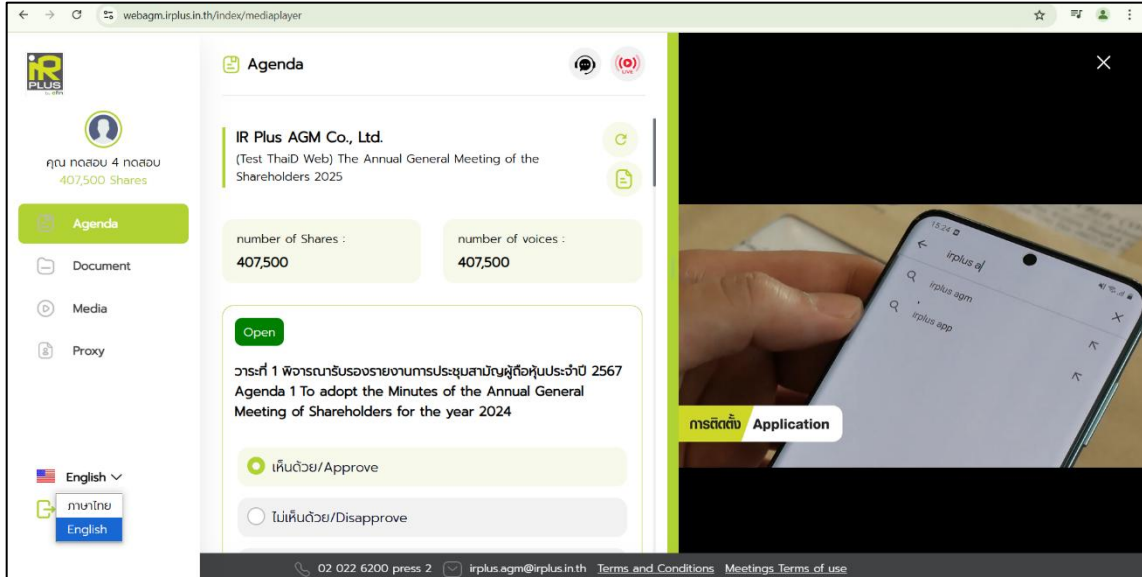 webagm.irplus.in.th/index/mediaplayer
iR
PLUS
คุณ ทดสอบ 4 ทดสอบ
407,500 Shares
Agenda
Document
Media
Proxy
English
ภาษาไทย
English
Agenda
LIVE
IR Plus AGM Co., Ltd.
(Test ThaiD Web) The Annual General Meeting of the
Shareholders 2025
number of Shares :
407,500
number of voices :
407,500
Open
วาระที่ 1 พิจารณารับรองรายงานการประชุมสามัญผู้ถือหุ้นประจำปี 2567
Agenda 1 To adopt the Minutes of the Annual General
Meeting of Shareholders for the year 2024
เห็นด้วย/Approve
ไม่เห็นด้วย/Disapprove
15:24
irplus a
irplus agm
irplus app
การติดตั้ง Application
02 022 6200 press 2 irplus.agm@irplus.in.th Terms and Conditions Meetings Terms of use